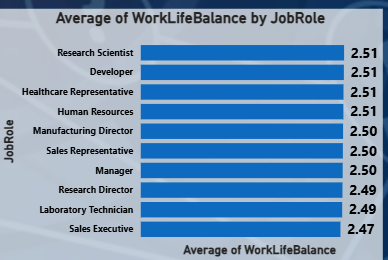 Average of WorkLifeBalance by JobRole
JobRole
Research Scientist 2.51
Developer 2.51
Healthcare Representative 2.51
Human Resources 2.51
Manufacturing Director 2.50
Sales Representative 2.50
Manager 2.50
Research Director 2.49
Laboratory Technician 2.49
Sales Executive 2.47
Average of WorkLifeBalance